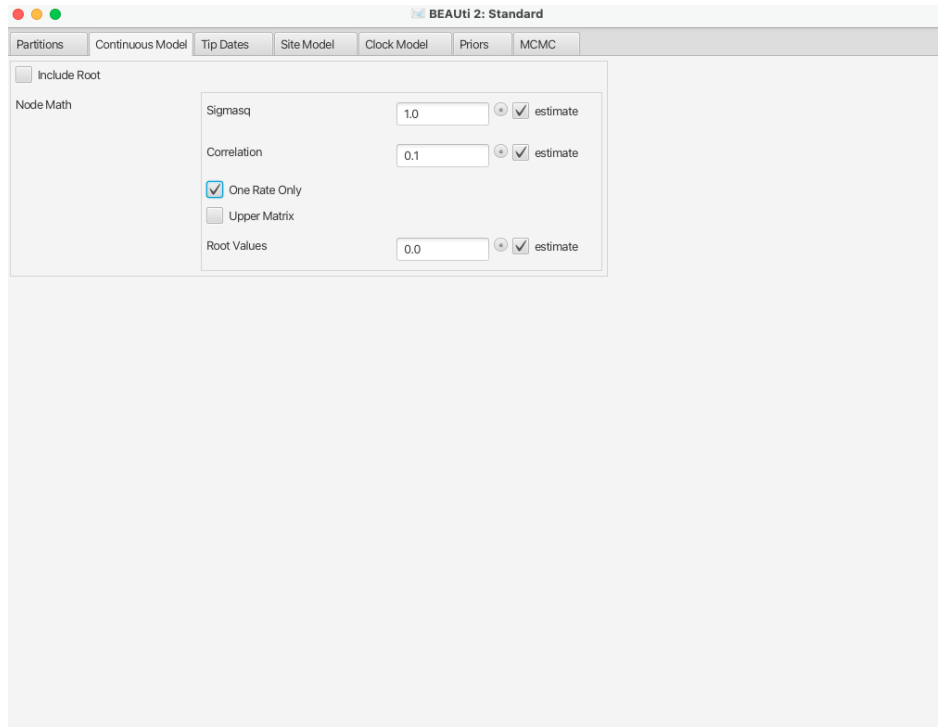 BEAUti 2: Standard
Partitions Continuous Model Tip Dates Site Model Clock Model Priors MCMC
Include Root
Node Math
Sigmasq 1.0 estimate
Correlation 0.1 estimate
One Rate Only
Upper Matrix
Root Values 0.0 estimate